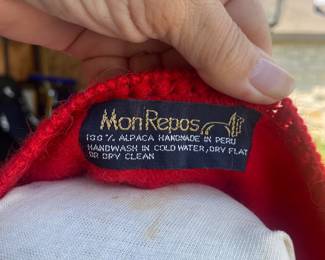 MonRepos
100% ALPACA HANDMADE IN PERU
HANDWASH IN COLD WATER, DRY FLAT
OR DRY CLEAN